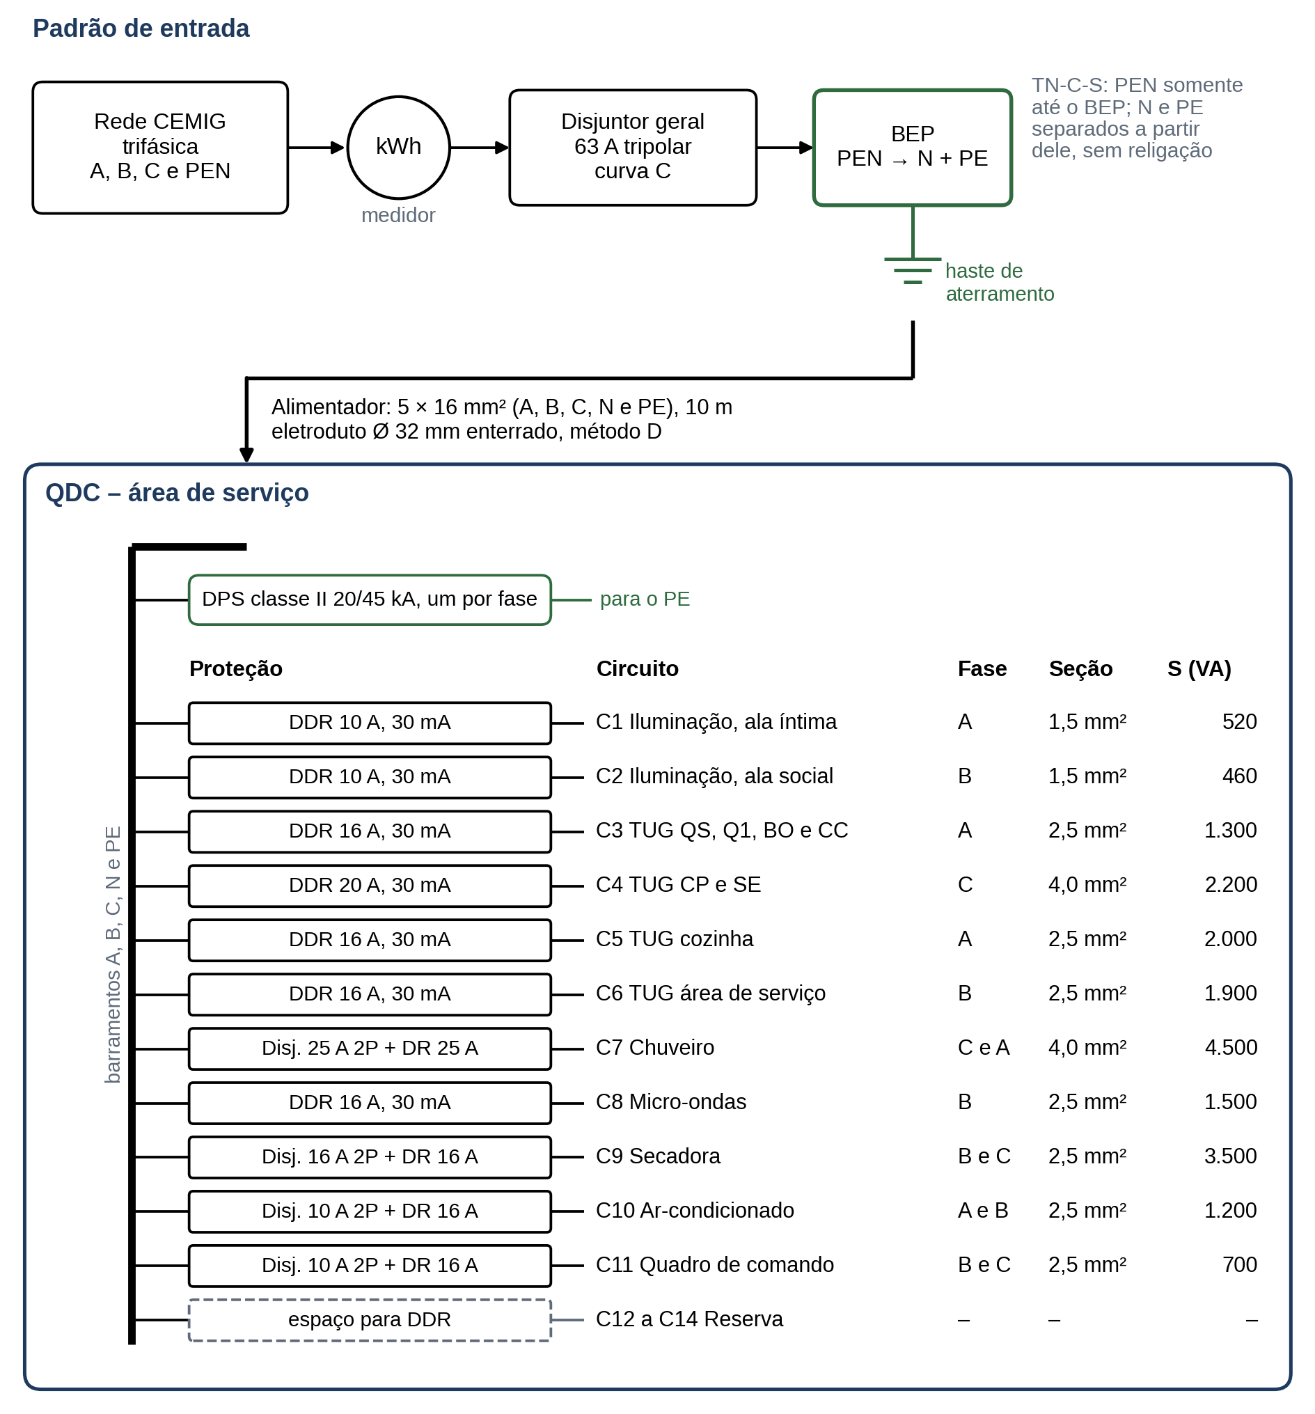 Padrão de entrada
Rede CEMIG
trifásica
A, B, C e PEN
kWh
medidor
Disjuntor geral
63 A tripolar
curva C
BEP
PEN → N + PE
TN-C-S: PEN somente
até o BEP; N e PE
separados a partir
dele, sem religação
haste de
aterramento
Alimentador: 5 × 16 mm² (A, B, C, N e PE), 10 m
eletroduto Ø 32 mm enterrado, método D
QDC – área de serviço
barramentos A, B, C, N e PE
DPS classe II 20/45 kA, um por fase para o PE
Proteção Circuito Fase Seção S (VA)
DDR 10 A, 30 mA C1 Iluminação, ala íntima A 1,5 mm² 520
DDR 10 A, 30 mA C2 Iluminação, ala social B 1,5 mm² 460
DDR 16 A, 30 mA C3 TUG QS, Q1, BO e CC A 2,5 mm² 1.300
DDR 20 A, 30 mA C4 TUG CP e SE C 4,0 mm² 2.200
DDR 16 A, 30 mA C5 TUG cozinha A 2,5 mm² 2.000
DDR 16 A, 30 mA C6 TUG área de serviço B 2,5 mm² 1.900
Disj. 25 A 2P + DR 25 A C7 Chuveiro C e A 4,0 mm² 4.500
DDR 16 A, 30 mA C8 Micro-ondas B 2,5 mm² 1.500
Disj. 16 A 2P + DR 16 A C9 Secadora B e C 2,5 mm² 3.500
Disj. 10 A 2P + DR 16 A C10 Ar-condicionado A e B 2,5 mm² 1.200
Disj. 10 A 2P + DR 16 A C11 Quadro de comando B e C 2,5 mm² 700
espaço para DDR C12 a C14 Reserva – – –